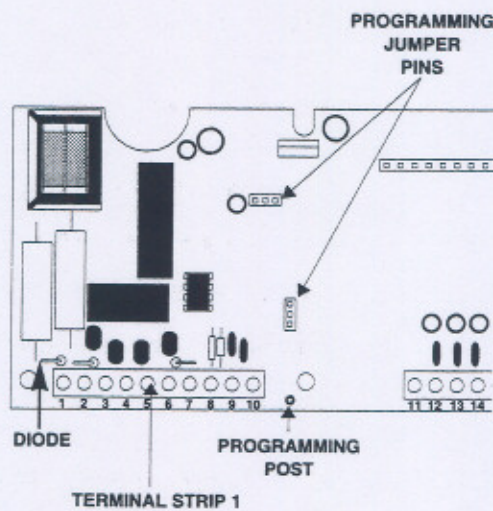 PROGRAMMING
JUMPER
PINS
1 2 3 4 5 6 7 8 9 10
11 12 13 14
DIODE
PROGRAMMING
POST
TERMINAL STRIP 1